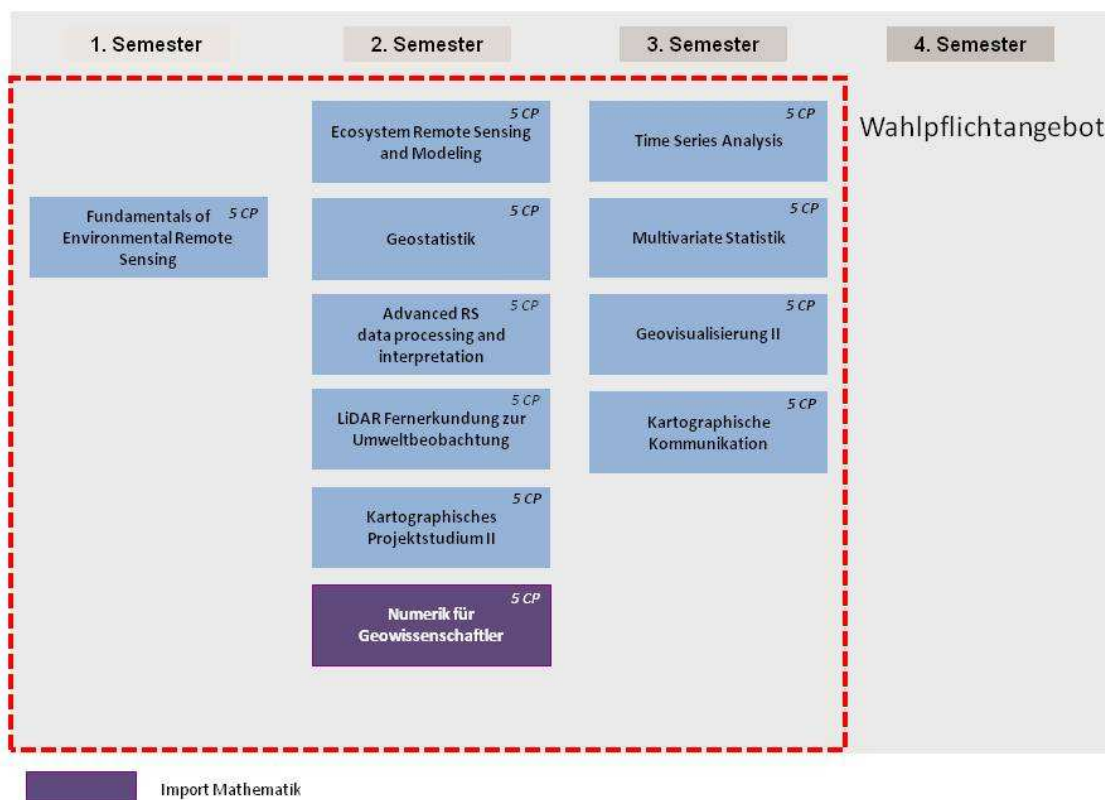 1. Semester
2. Semester
3. Semester
4. Semester
Wahlpflichtangebot
5 CP
Fundamentals of
Environmental Remote
Sensing
5 CP
Ecosystem Remote Sensing
and Modeling
5 CP
Geostatistik
5 CP
Advanced RS
data processing and
interpretation
5 CP
LiDAR Fernerkundung zur
Umweltbeobachtung
5 CP
Kartographisches
Projektstudium II
5 CP
Numerik für
Geowissenschaftler
5 CP
Time Series Analysis
5 CP
Multivariate Statistik
5 CP
Geovisualisierung II
5 CP
Kartographische
Kommunikation
Import Mathematik